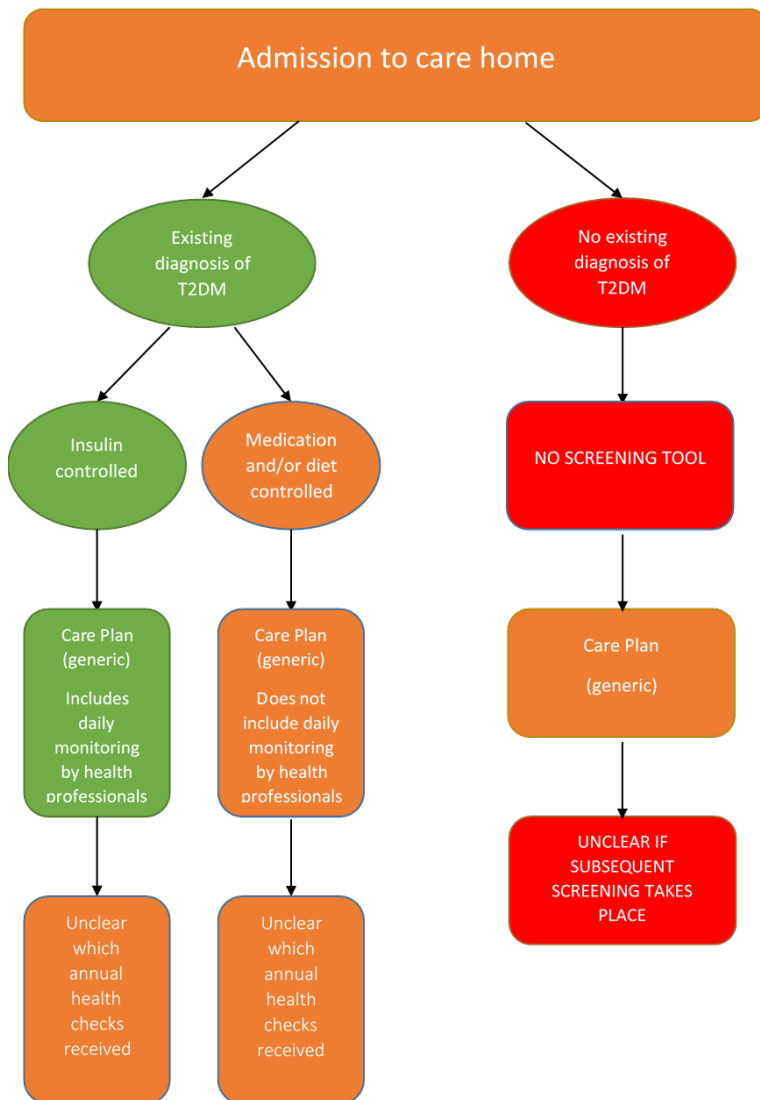 Admission to care home
Existing
diagnosis of
T2DM
No existing
diagnosis of
T2DM
Insulin
controlled
Medication
and/or diet
controlled
NO SCREENING TOOL
Care Plan
(generic)
Includes
daily
monitoring
by health
professionals
Care Plan
(generic)
Does not
include daily
monitoring
by health
professionals
Care Plan
(generic)
Unclear
which
annual
health
checks
received
Unclear
which
annual
health
checks
received
UNCLEAR IF
SUBSEQUENT
SCREENING TAKES
PLACE